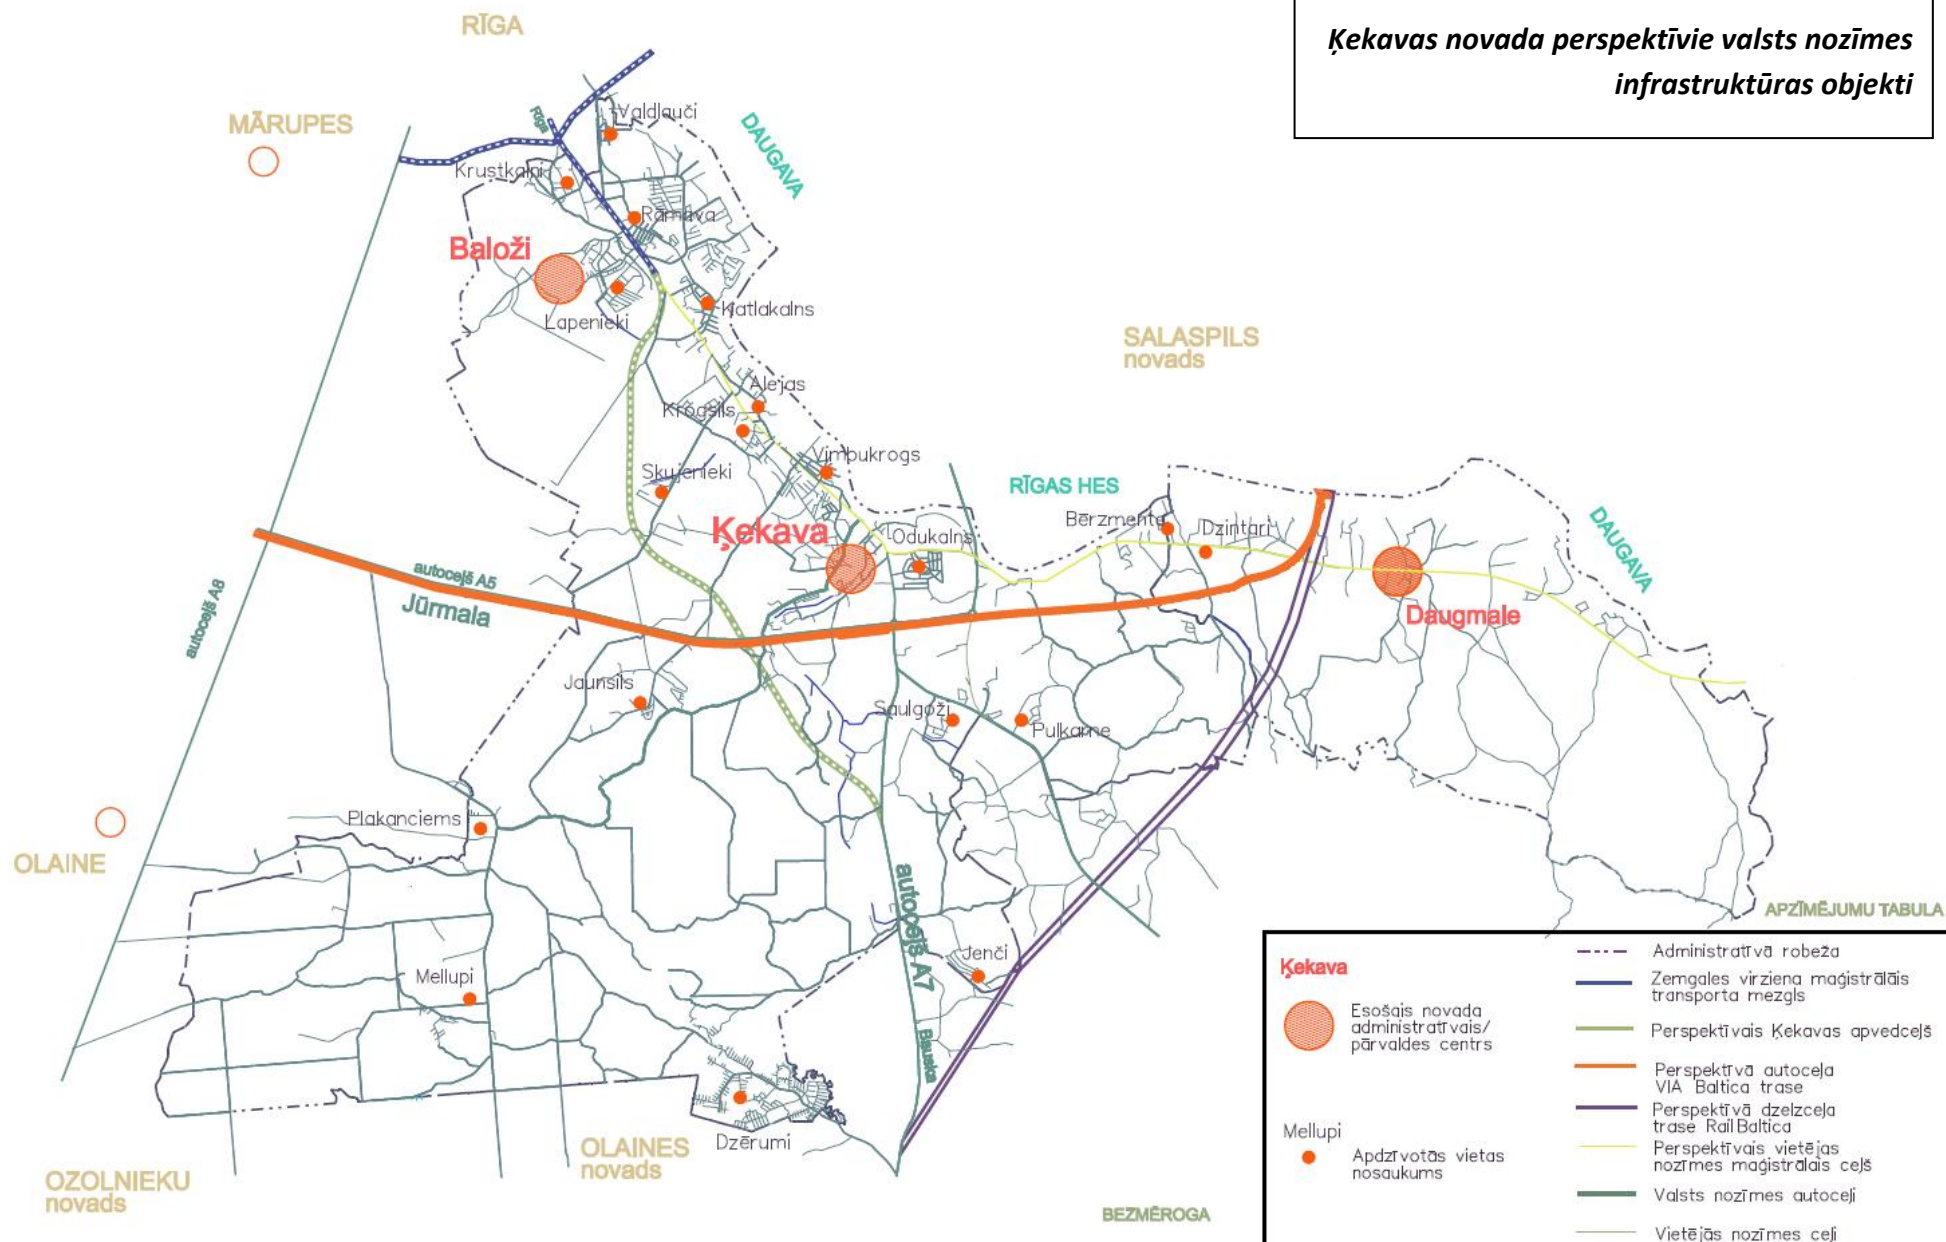 Ķekavas novada perspektīvie valsts nozīmes
infrastruktūras objekti
RĪGA
MĀRUPES
Rīga
Valdlauči
DAUGAVA
Krustkalni
Ramava
Baloži
Lapenieki
Katlakalns
SALASPILS
novads
Alejas
Krogsils
Vimbukrogs
Skujenieki
RĪGAS HES
Ķekava
Odukalns
Bērzmente
Dzintari
DAUGAVA
autoceļš A8
autoceļš A5
Jūrmala
Daugmale
Jaunsils
Saulgoži
Pulkarne
Plakanciems
OLAINE
autoceļš A7
Jenči
Mellupi
Bauska
Dzērumi
OLAINES
novads
OZOLNIEKU
novads
BEZMĒROGA
APZĪMĒJUMU TABULA
Ķekava
Esošais novada
administratīvais/
pārvaldes centrs
Mellupi
Apdzīvotās vietas
nosaukums
Administratīvā robeža
Zemgales virziena maģistrālāis
transporta mezgls
Perspektīvais Ķekavas apvedceļš
Perspektīvā autoceļa
VIA Baltica trase
Perspektīvā dzelzceļa
trase RailBaltica
Perspektīvais vietējas
nozīmes maģistrālais ceļš
Valsts nozīmes autoceļi
Vietējās nozīmes ceļi